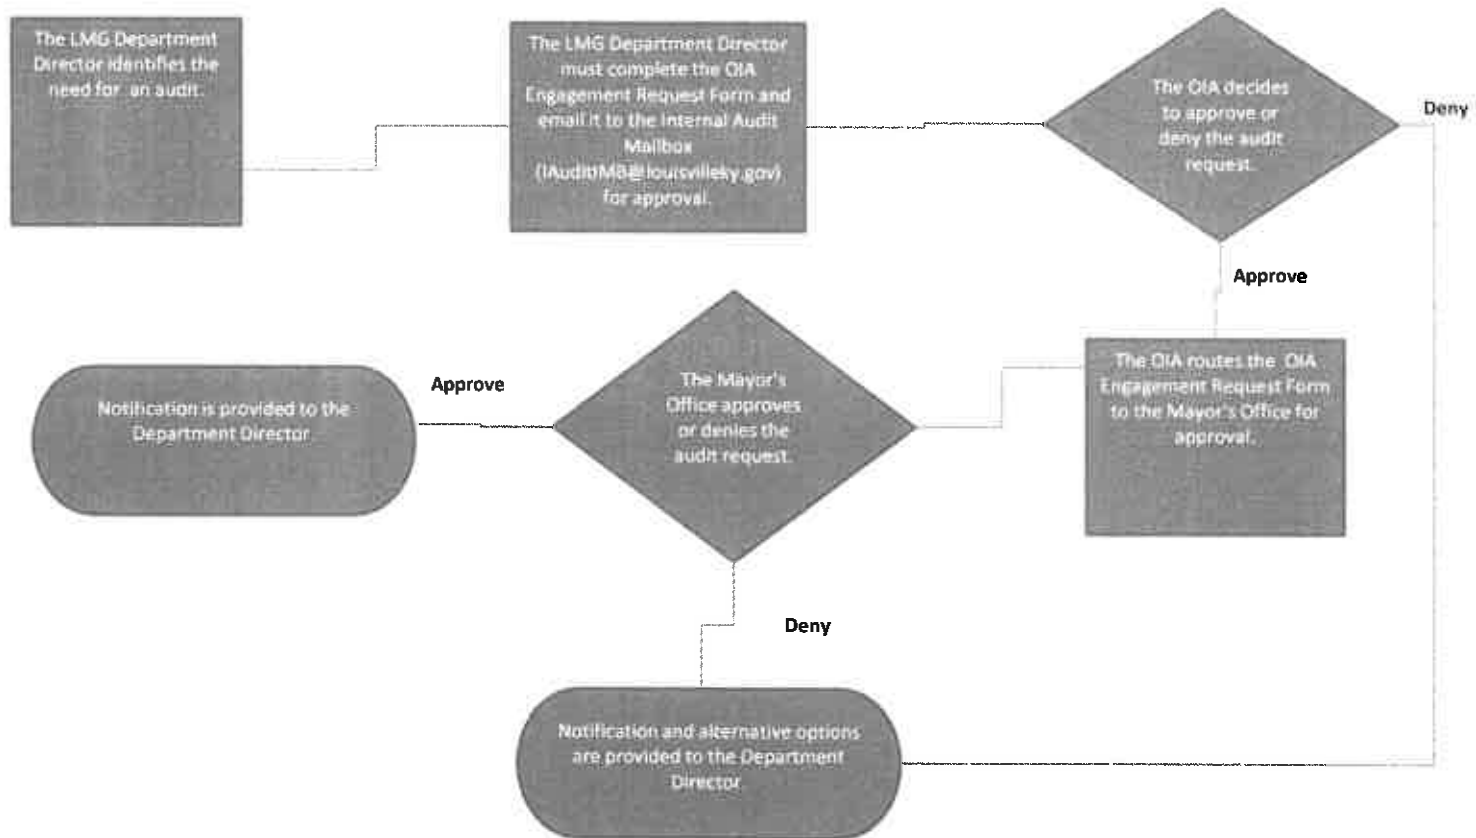 The LMG Department
Director identifies the
need for an audit.
The LMG Department Director
must complete the OIA
Engagement Request Form and
email it to the Internal Audit
Mailbox
(IAuditIMB@louisvilleky.gov)
for approval.
The OIA decides
to approve or
deny the audit
request.
Deny
Approve
The OIA routes the OIA
Engagement Request Form
to the Mayor's Office for
approval.
The Mayor's
Office approves
or denies the
audit request.
Approve
Notification is provided to the
Department Director
Deny
Notification and alternative options
are provided to the Department
Director